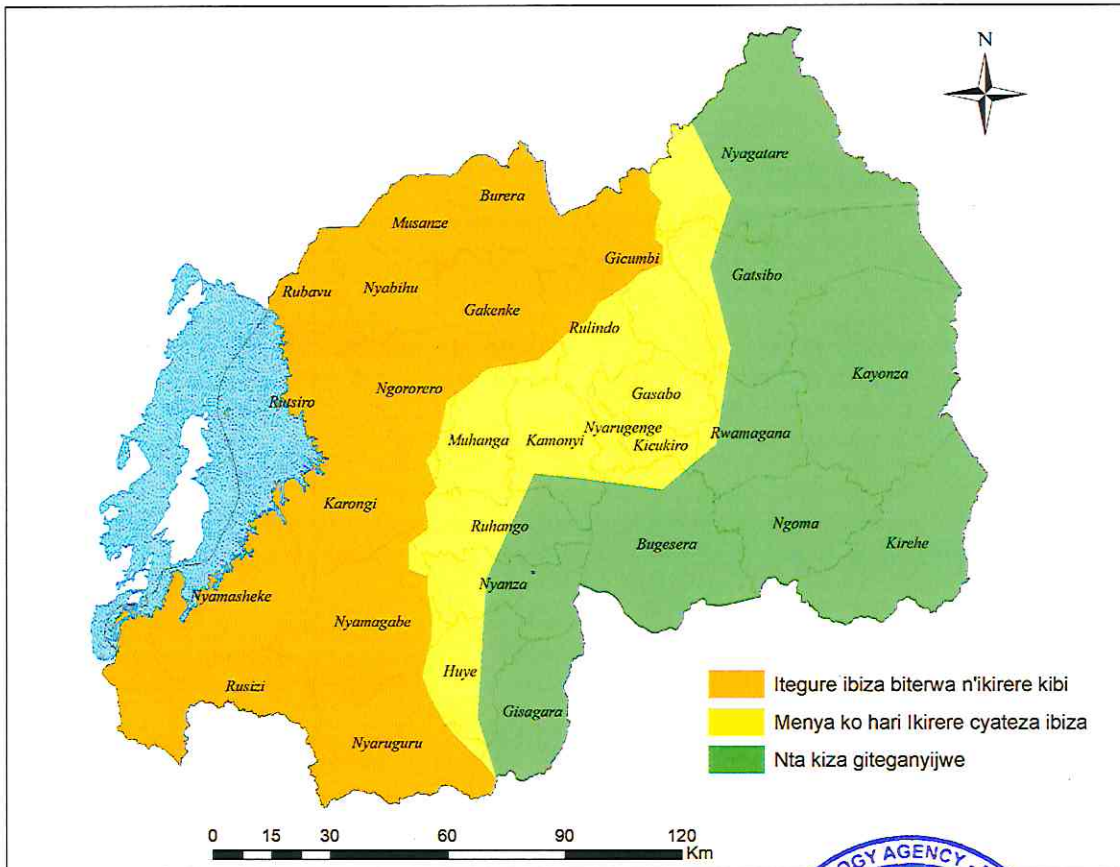 N
Nyagatare
Burera
Musanze
Gicumbi
Gatsibo
Rubavu
Nyabihu
Gakenke
Rulindo
Kayonza
Ngororero
Gasabo
Rutsiro
Nyarugenge
Rwamagana
Muhanga
Kamonyi
Kicukiro
Karongi
Ruhango
Ngoma
Bugesera
Kirehe
Nyanza
Nyamasheke
Nyamagabe
Huye
Rusizi
Gisagara
Nyaruguru
Itegure ibiza biterwa n'ikirere kibi
Menya ko hari Ikirere cyateza ibiza
Nta kiza giteganyijwe
0 15 30 60 90 120
Km
OGY AGENCY